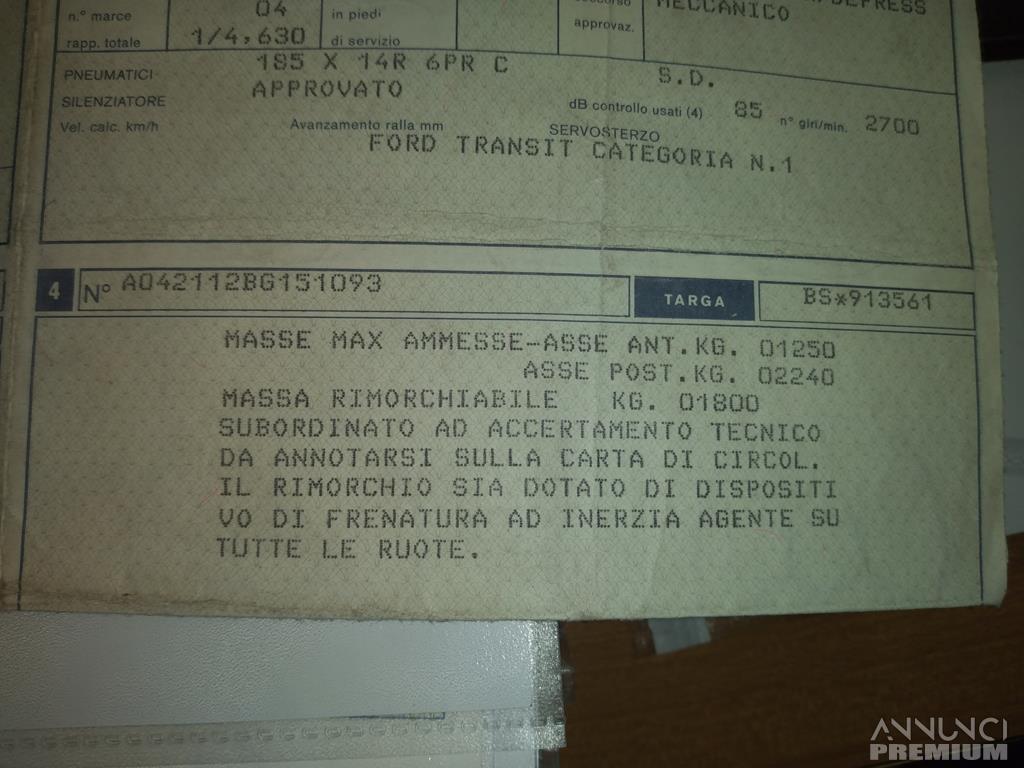 n.° marce 04 in piedi
approvaz. MECCANICO
rapp. totale 1/4,630 di servizio
PNEUMATICI 185 X 14R 6PR C S.D.
SILENZIATORE APPROVATO dB controllo usati (4) 85 n° giri/min. 2700
Vel. calc. km/h Avanzamento ralla mm SERVOSTERZO
FORD TRANSIT CATEGORIA N.1
4 N° A042112BG151093 TARGA BS*913561
MASSE MAX AMMESSE-ASSE ANT.KG. 01250
ASSE POST.KG. 02240
MASSA RIMORCHIABILE KG. 01800
SUBORDINATO AD ACCERTAMENTO TECNICO
DA ANNOTARSI SULLA CARTA DI CIRCOL.
IL RIMORCHIO SIA DOTATO DI DISPOSITI
VO DI FRENATURA AD INERZIA AGENTE SU
TUTTE LE RUOTE.
ANNUNCI
PREMIUM